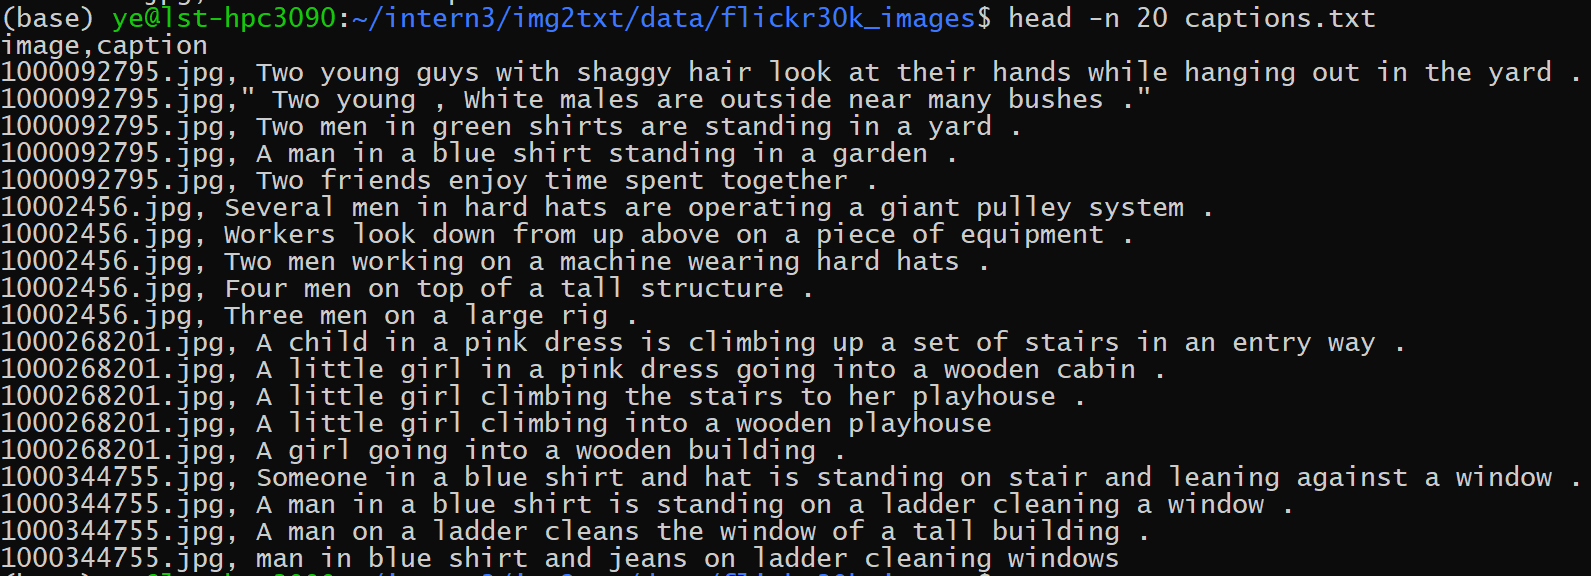 (base) ye@lst-hpc3090:~/intern3/img2txt/data/flickr30k_images$ head -n 20 captions.txt
image,caption
1000092795.jpg, Two young guys with shaggy hair look at their hands while hanging out in the yard .
1000092795.jpg," Two young , White males are outside near many bushes ."
1000092795.jpg, Two men in green shirts are standing in a yard .
1000092795.jpg, A man in a blue shirt standing in a garden .
1000092795.jpg, Two friends enjoy time spent together .
10002456.jpg, Several men in hard hats are operating a giant pulley system .
10002456.jpg, Workers look down from up above on a piece of equipment .
10002456.jpg, Two men working on a machine wearing hard hats .
10002456.jpg, Four men on top of a tall structure .
10002456.jpg, Three men on a large rig .
1000268201.jpg, A child in a pink dress is climbing up a set of stairs in an entry way .
1000268201.jpg, A little girl in a pink dress going into a wooden cabin .
1000268201.jpg, A little girl climbing the stairs to her playhouse .
1000268201.jpg, A little girl climbing into a wooden playhouse
1000268201.jpg, A girl going into a wooden building .
1000344755.jpg, Someone in a blue shirt and hat is standing on stair and leaning against a window .
1000344755.jpg, A man in a blue shirt is standing on a ladder cleaning a window .
1000344755.jpg, A man on a ladder cleans the window of a tall building .
1000344755.jpg, man in blue shirt and jeans on ladder cleaning windows